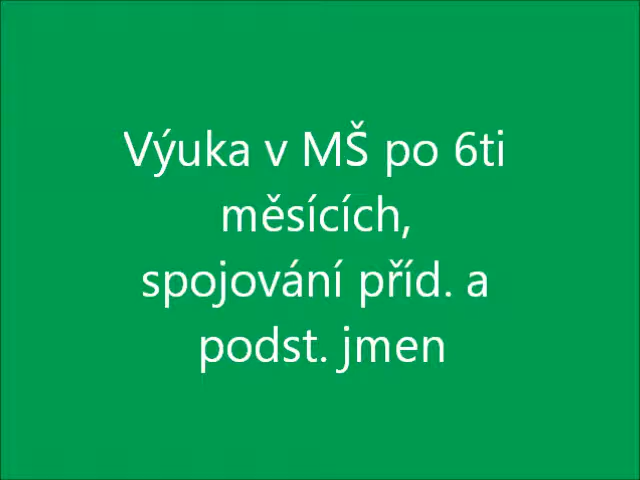 Výuka v MŠ po 6ti
měsících,
spojování příd. a
podst. jmen